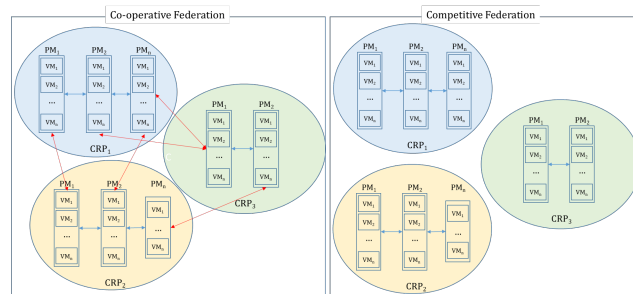 Co-operative Federation
PM₁ PM₂ PMₙ
VM₁ VM₁ VM₁
VM₂ VM₂ VM₂
... ... ...
VMₙ VMₙ VMₙ
CRP₁
PM₁ PM₂
VM₁ VM₁
VM₂ VM₂
... ...
VMₙ VMₙ
CRP₃
PM₁ PM₂ PMₙ
VM₁ VM₁ VM₁
VM₂ VM₂
... ... ...
VMₙ VMₙ VMₙ
CRP₂
Competitive Federation
PM₁ PM₂ PMₙ
VM₁ VM₁ VM₁
VM₂ VM₂ VM₂
... ... ...
VMₙ VMₙ VMₙ
CRP₁
PM₁ PM₂
VM₁ VM₁
VM₂ VM₂
... ...
VMₙ VMₙ
CRP₃
PM₁ PM₂ PMₙ
VM₁ VM₁ VM₁
VM₂ VM₂
... ... ...
VMₙ VMₙ VMₙ
CRP₂